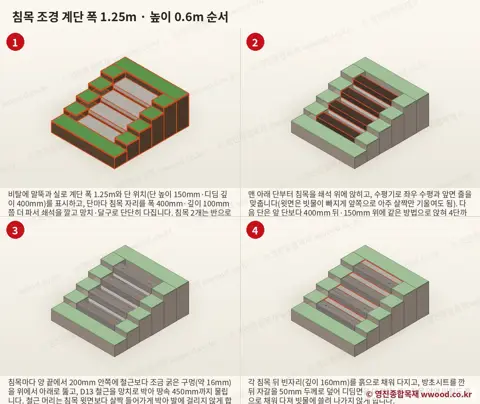 침목 조경 계단 폭 1.25m · 높이 0.6m 순서
1
2
비탈에 말뚝과 실로 계단 폭 1.25m와 단 위치(단 높이 150mm·디딤 깊
이 400mm)를 표시하고, 단마다 침목 자리를 폭 400mm·깊이 100mm
쯤 더 파서 쇄석을 깔고 망치·달구로 단단히 다집니다. 침목 2개는 반으로
맨 아래 단부터 침목을 쇄석 위에 앉히고, 수평기로 좌우 수평과 앞면 줄을
맞춥니다(윗면은 빗물이 빠지게 앞쪽으로 아주 살짝만 기울여도 됨). 다
음 단은 앞 단보다 400mm 뒤·150mm 위에 같은 방법으로 앉혀 4단까
3
4
침목마다 양 끝에서 200mm 안쪽에 철근보다 조금 굵은 구멍(약 16mm)
을 위에서 아래로 뚫고, D13 철근을 망치로 박아 땅속 450mm까지 물립
니다. 철근 머리는 침목 윗면보다 살짝 들어가게 박아 발에 걸리지 않게 합
각 침목 뒤 빈자리(깊이 160mm)를 흙으로 채워 다지고, 방초시트를 깐
뒤 자갈을 50mm 두께로 덮어 디딤면
으로 채워 다져 빗물에 쓸려 나가지 않게 합니다
© 영진종합목재 wwood.co.kr